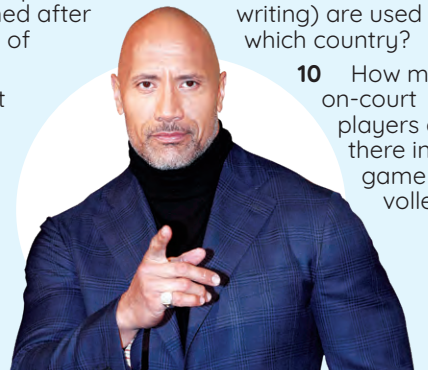 ned after
of
t
writing) are used
which country?
10 How m
on-court
players
there in
game
volle